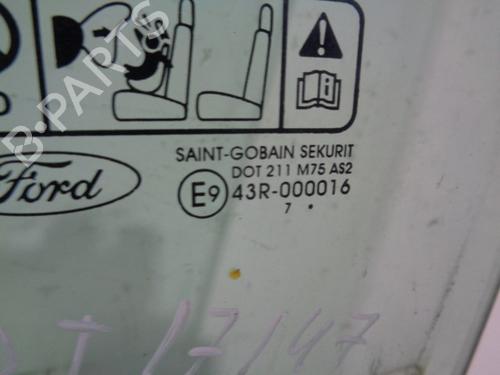 B-PARTS
Ford
SAINT-GOBAIN SEKURIT
DOT 211 M75 AS2
E9 43R-000016
7 •